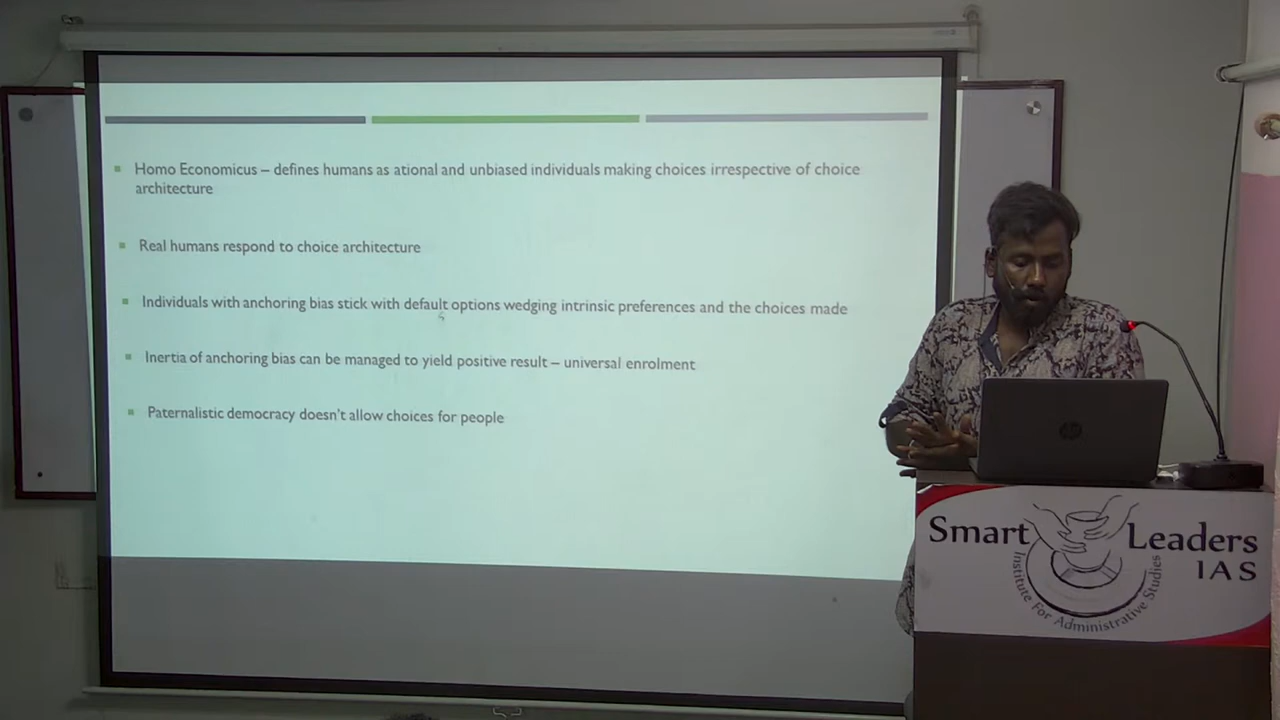 Homo Economicus – defines humans as ational and unbiased individuals making choices irrespective of choice
architecture
Real humans respond to choice architecture
Individuals with anchoring bias stick with default options wedging intrinsic preferences and the choices made
Inertia of anchoring bias can be managed to yield positive result – universal enrolment
Paternalistic democracy doesn't allow choices for people
hp
Smart Leaders
IAS
Institute For Administrative Studies